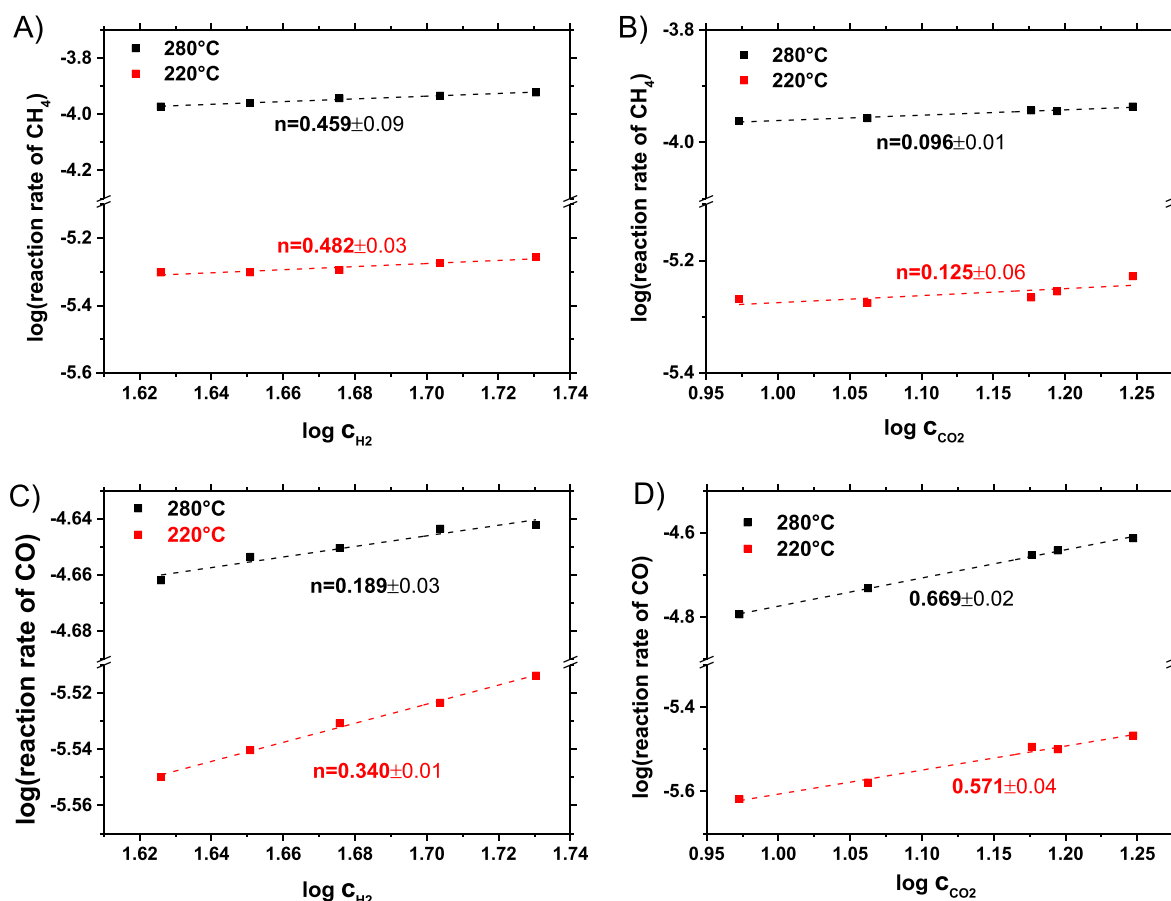 A)
280°C
220°C
log(reaction rate of CH4)
-3.8
-4.0
-4.2
-5.2
-5.4
-5.6
n=0.459±0.09
n=0.482±0.03
1.62 1.64 1.66 1.68 1.70 1.72 1.74
log cH2
B)
280°C
220°C
log(reaction rate of CH4)
-3.8
-4.0
-5.2
-5.4
n=0.096±0.01
n=0.125±0.06
0.95 1.00 1.05 1.10 1.15 1.20 1.25
log cCO2
C)
280°C
220°C
log(reaction rate of CO)
-4.64
-4.66
-4.68
-5.52
-5.54
-5.56
n=0.189±0.03
n=0.340±0.01
1.62 1.64 1.66 1.68 1.70 1.72 1.74
log cH2
D)
280°C
220°C
log(reaction rate of CO)
-4.6
-4.8
-5.4
-5.6
0.669±0.02
0.571±0.04
0.95 1.00 1.05 1.10 1.15 1.20 1.25
log cCO2